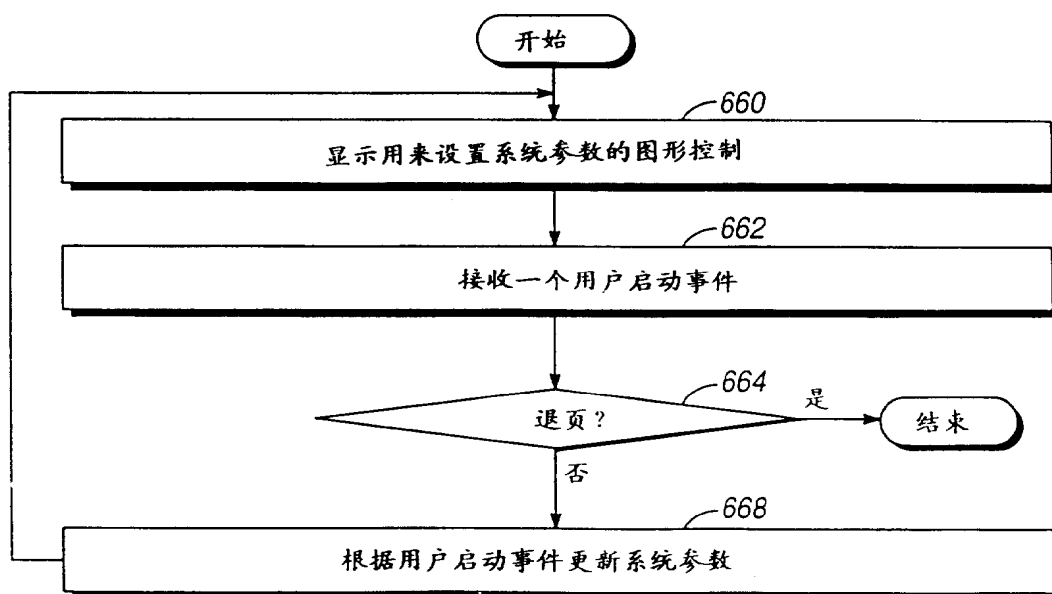 开始
660
显示用来设置系统参数的图形控制
662
接收一个用户启动事件
664
退页?
是
结束
否
668
根据用户启动事件更新系统参数